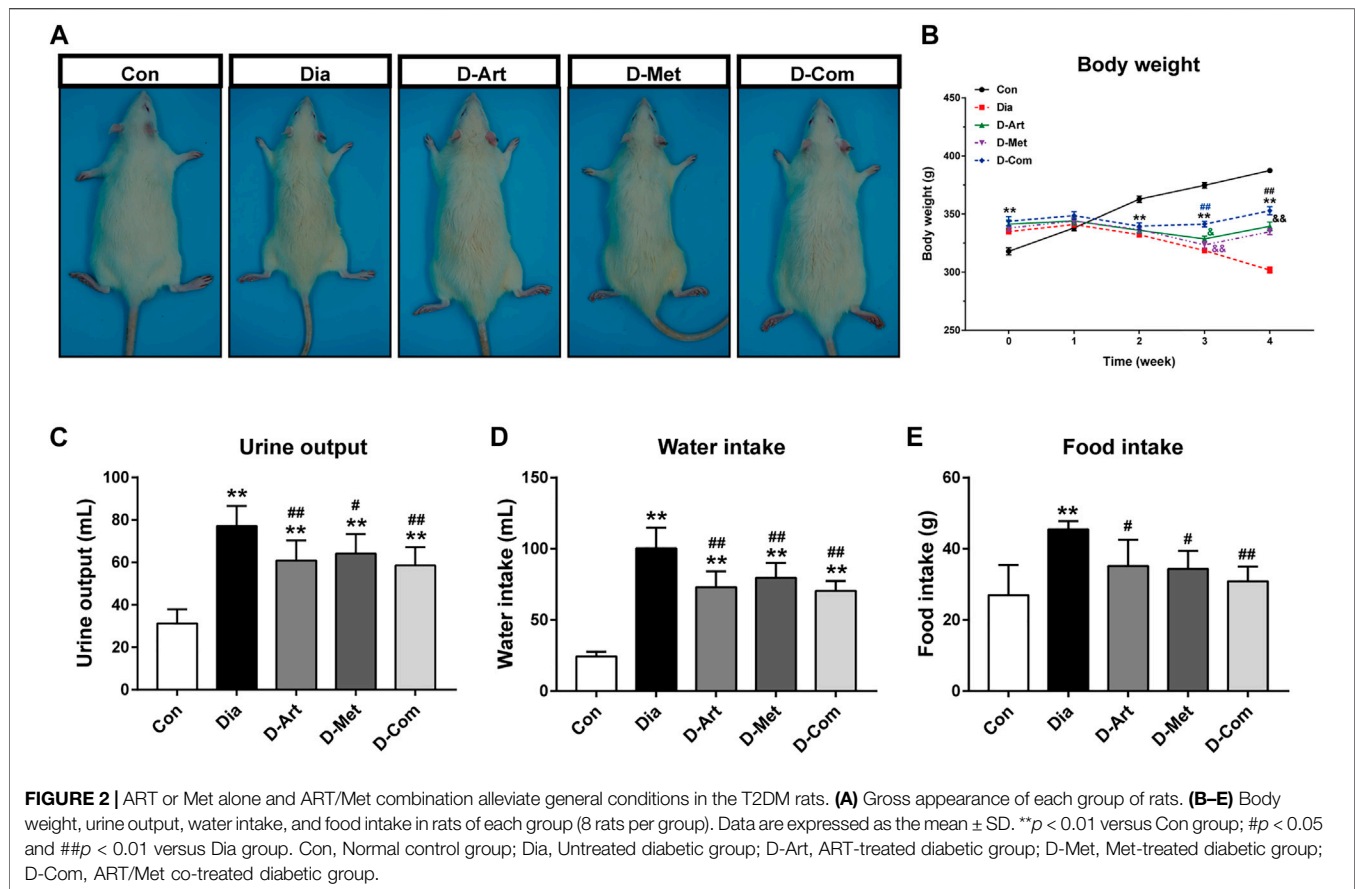 A
Con
Dia
D-Art
D-Met
D-Com
B
Body weight
Con
Dia
D-Art
D-Met
D-Com
450
400
350
300
250
Body weight (g)
**
**
##
**
&
&&
##
**
&&
0 1 2 3 4
Time (week)
C
Urine output
Urine output (mL)
100
80
60
40
20
0
**
##
**
#
**
##
**
Con
Dia
D-Art
D-Met
D-Com
D
Water intake
Water intake (mL)
150
100
50
0
**
##
**
##
**
##
**
Con
Dia
D-Art
D-Met
D-Com
E
Food intake
Food intake (g)
60
40
20
0
**
#
#
##
Con
Dia
D-Art
D-Met
D-Com
FIGURE 2 | ART or Met alone and ART/Met combination alleviate general conditions in the T2DM rats. (A) Gross appearance of each group of rats. (B–E) Body
weight, urine output, water intake, and food intake in rats of each group (8 rats per group). Data are expressed as the mean ± SD. **p < 0.01 versus Con group; #p < 0.05
and ##p < 0.01 versus Dia group. Con, Normal control group; Dia, Untreated diabetic group; D-Art, ART-treated diabetic group; D-Met, Met-treated diabetic group;
D-Com, ART/Met co-treated diabetic group.